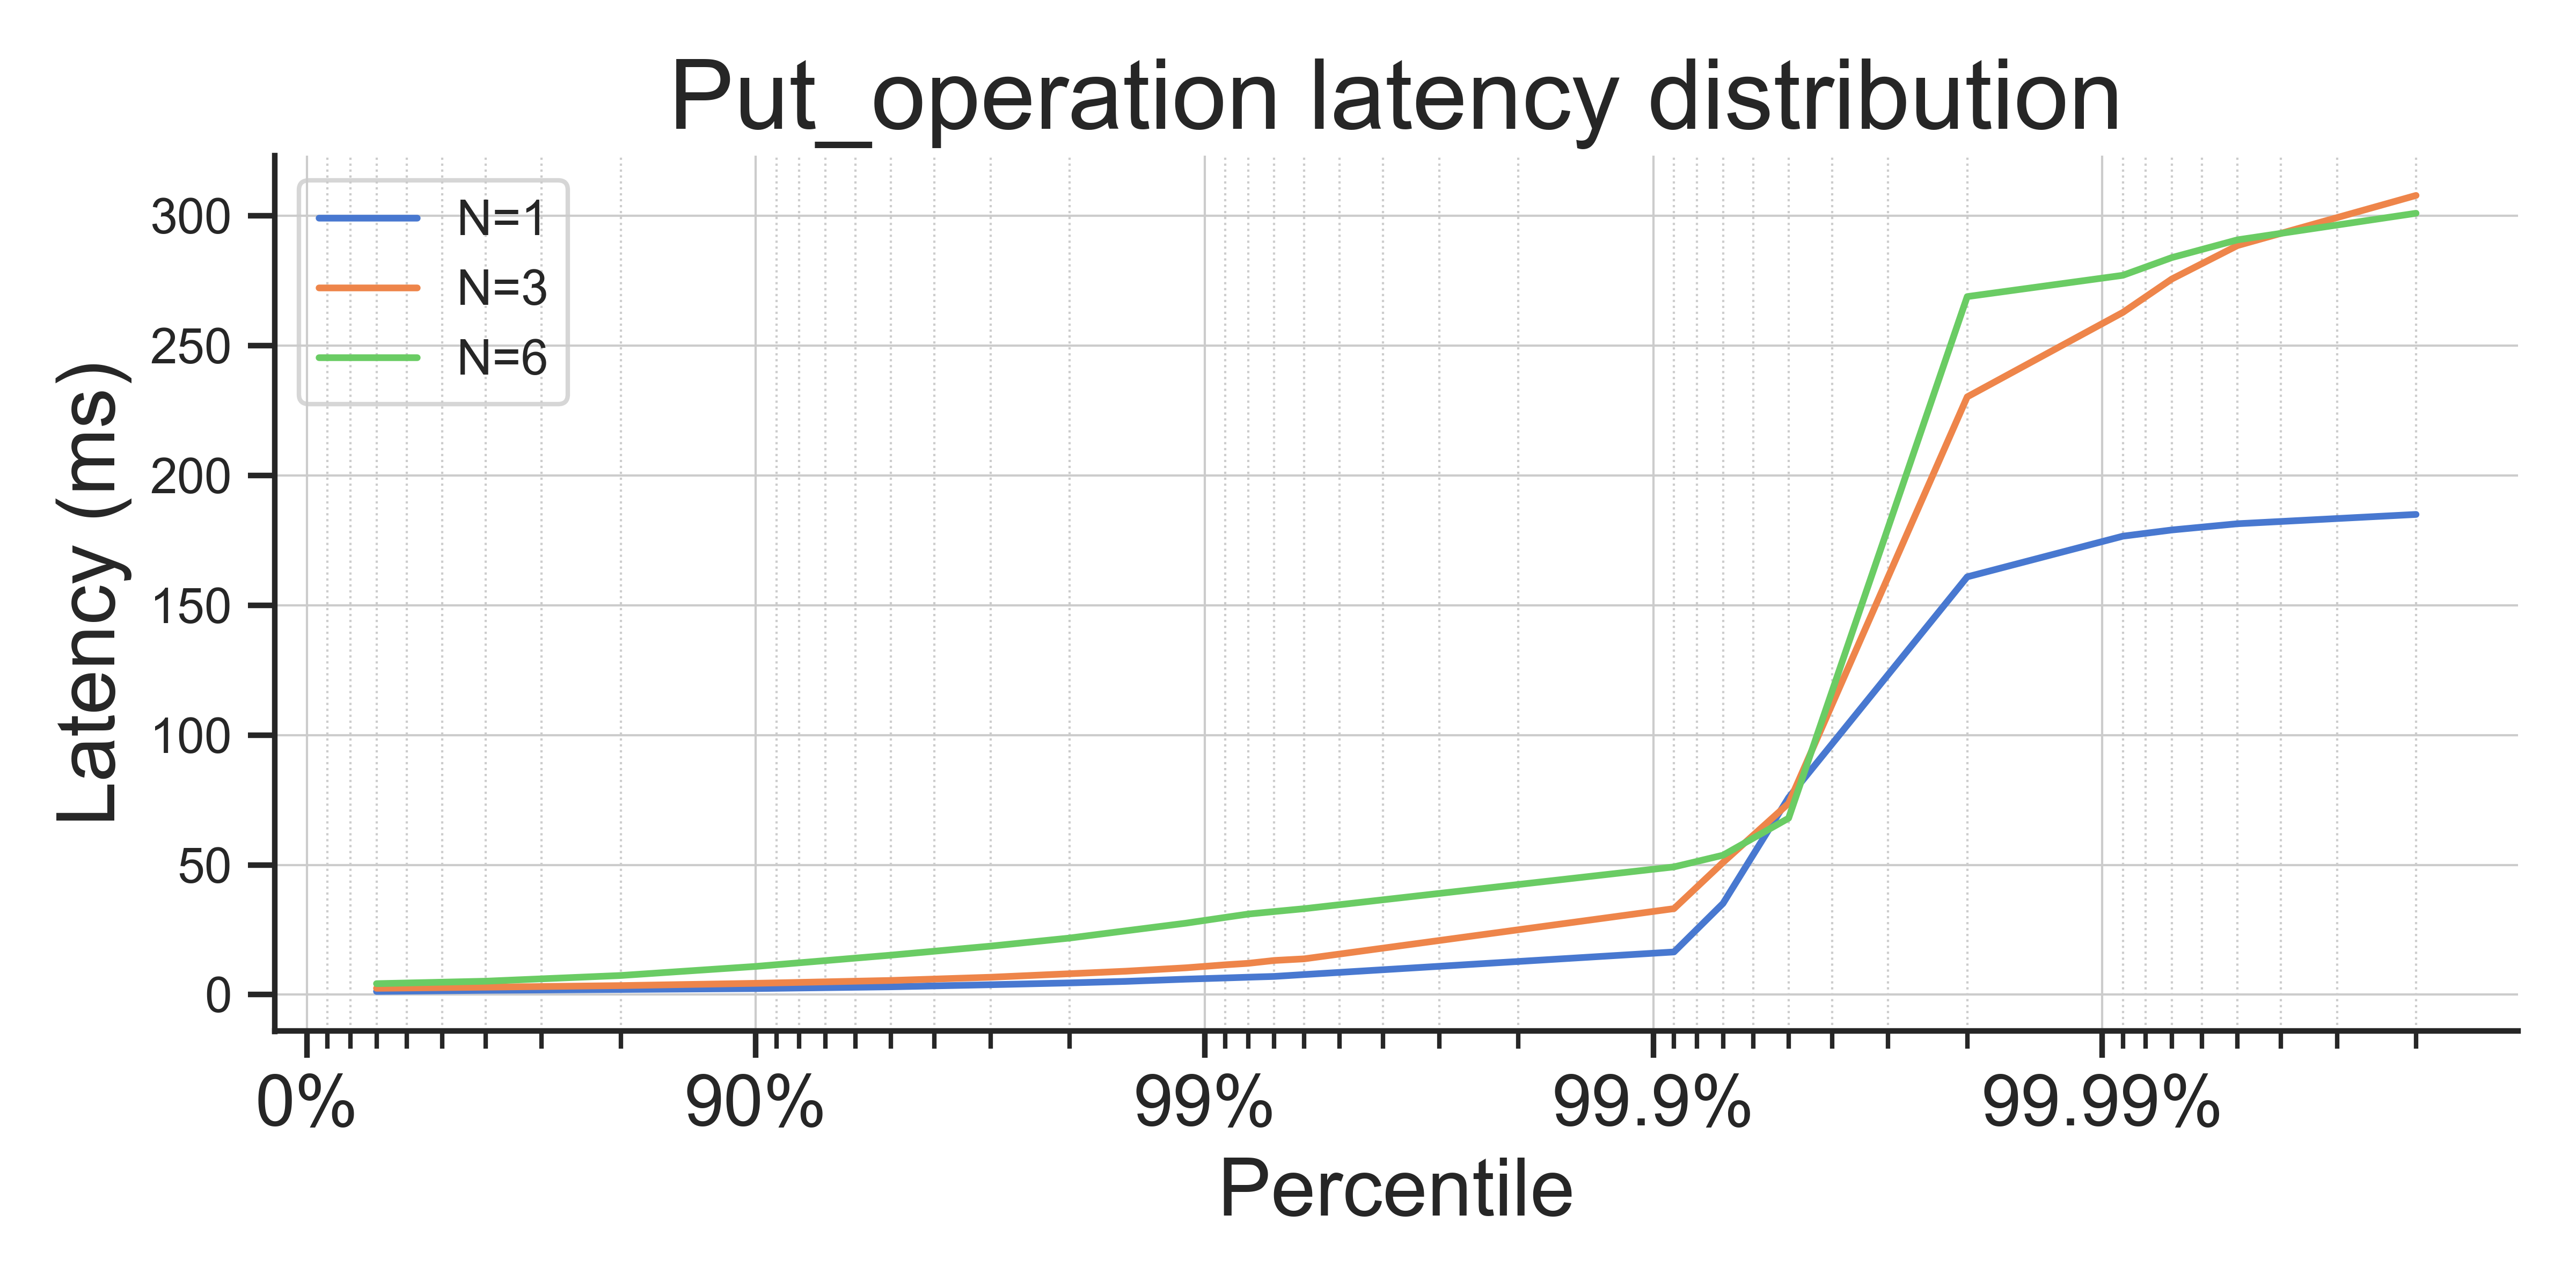 Put_operation latency distribution
N=1
N=3
N=6
300
250
200
150
100
50
0
Latency (ms)
0% 90% 99% 99.9% 99.99%
Percentile